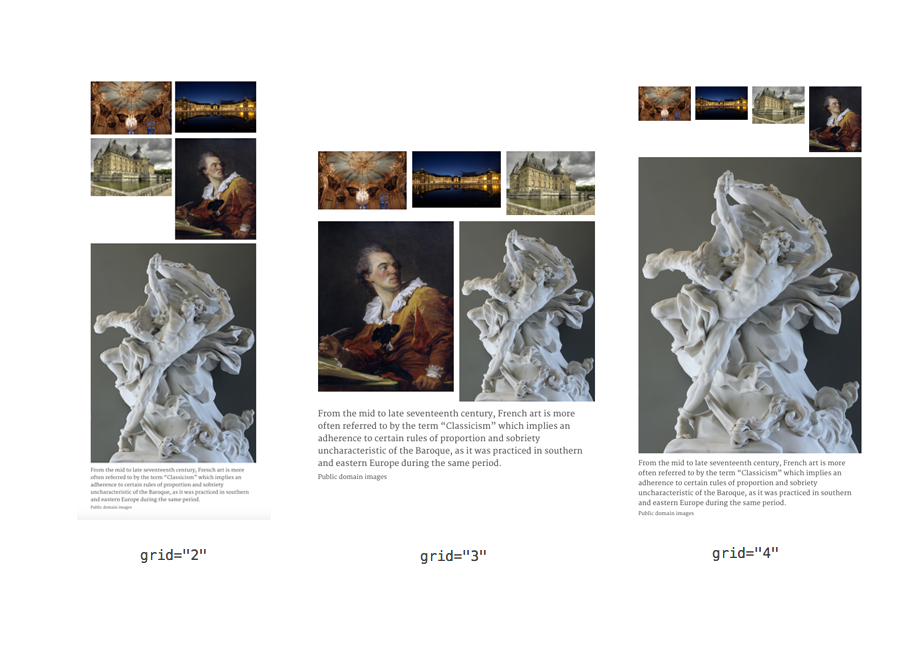 From the mid to late seventeenth century, French art is more
often referred to by the term “Classicism” which implies an
adherence to certain rules of proportion and sobriety
uncharacteristic of the Baroque, as it was practiced in southern
and eastern Europe during the same period.
Public domain images
grid="2"
From the mid to late seventeenth century, French art is more
often referred to by the term “Classicism” which implies an
adherence to certain rules of proportion and sobriety
uncharacteristic of the Baroque, as it was practiced in southern
and eastern Europe during the same period.
Public domain images
grid="3"
From the mid to late seventeenth century, French art is more
often referred to by the term “Classicism” which implies an
adherence to certain rules of proportion and sobriety
uncharacteristic of the Baroque, as it was practiced in southern
and eastern Europe during the same period.
Public domain images
grid="4"